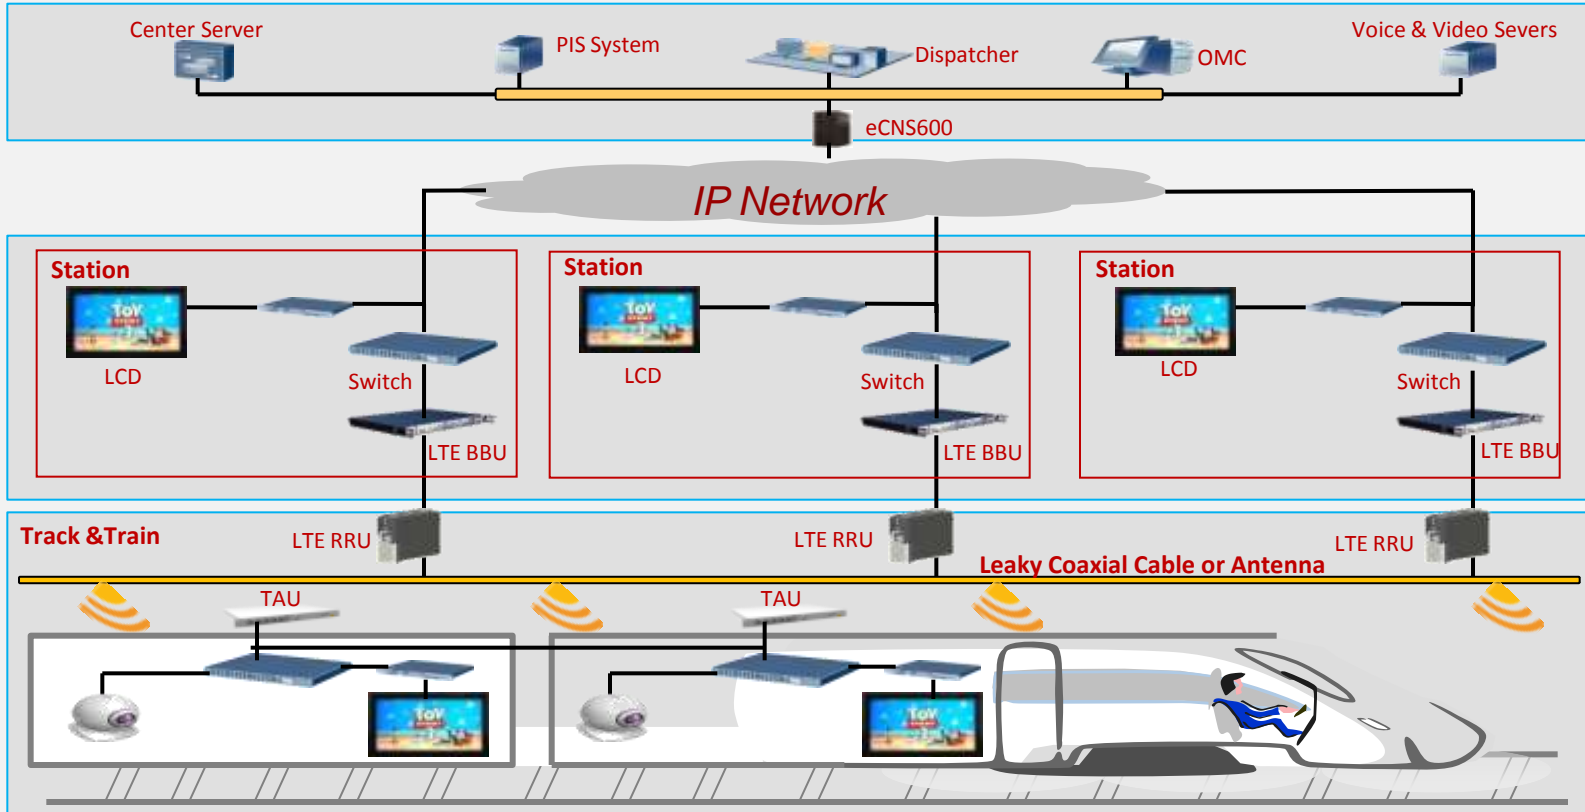 Center Server
PIS System
Dispatcher
OMC
Voice & Video Severs
eCNS600
IP Network
Station
LCD
Switch
LTE BBU
Station
LCD
Switch
LTE BBU
Station
LCD
Switch
LTE BBU
Track &Train
LTE RRU
LTE RRU
LTE RRU
Leaky Coaxial Cable or Antenna
TAU
TAU